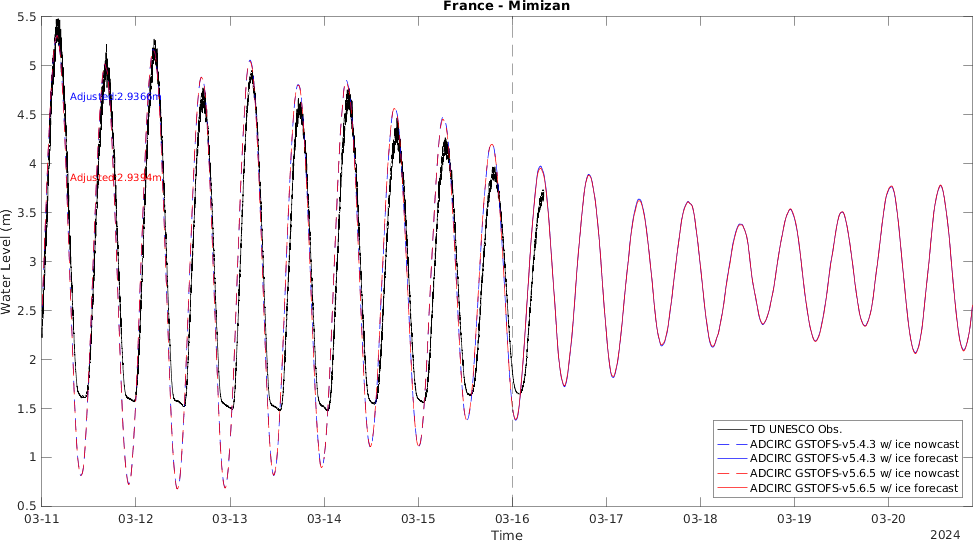 France - Mimizan
5.5
5
4.5
4
3.5
3
2.5
2
1.5
1
0.5
Water Level (m)
Adjusted:2.9366m
Adjusted:2.9394m
TD UNESCO Obs.
ADCIRC GSTOFS-v5.4.3 w/ ice nowcast
ADCIRC GSTOFS-v5.4.3 w/ ice forecast
ADCIRC GSTOFS-v5.6.5 w/ ice nowcast
ADCIRC GSTOFS-v5.6.5 w/ ice forecast
03-11 03-12 03-13 03-14 03-15 03-16 03-17 03-18 03-19 03-20
Time
2024